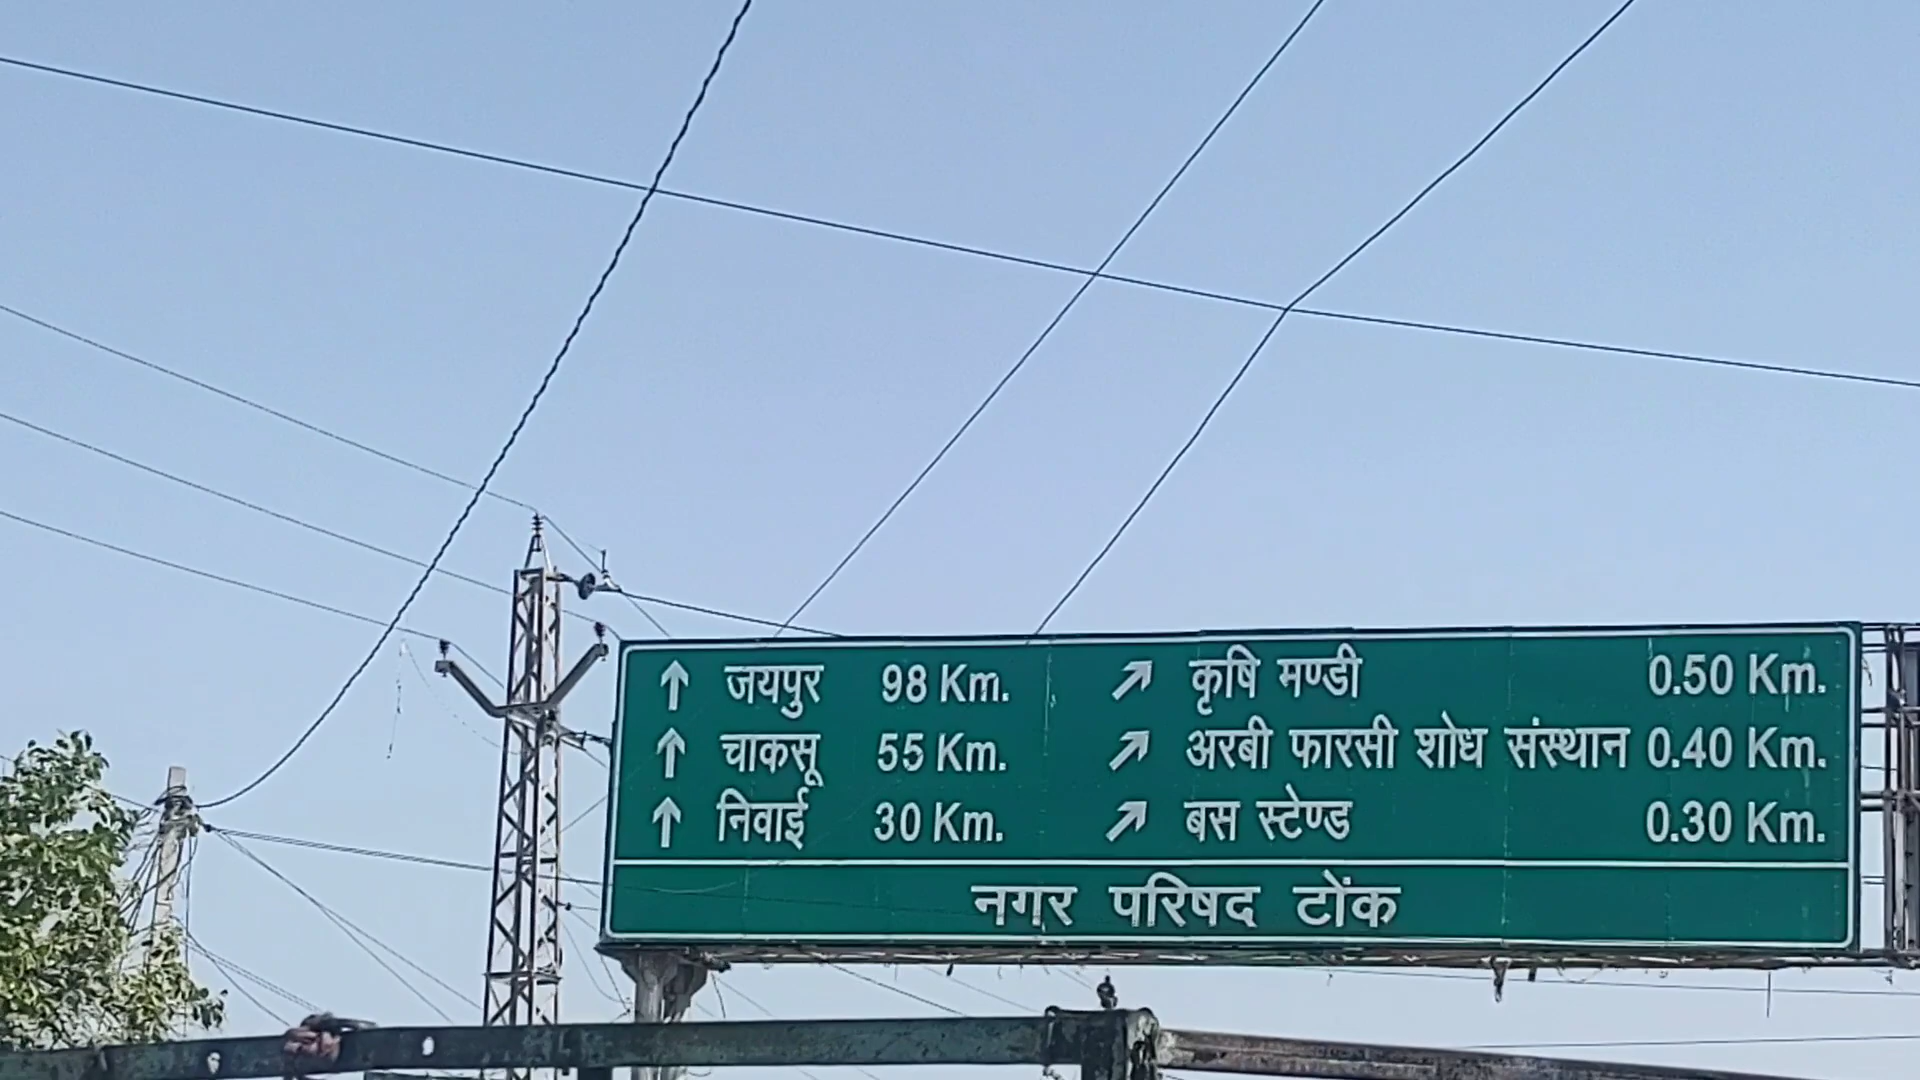 ↑ जयपुर 98 Km.
↑ चाकसू 55 Km.
↑ निवाई 30 Km.
↗ कृषि मण्डी 0.50 Km.
↗ अरबी फारसी शोध संस्थान 0.40 Km.
↗ बस स्टेण्ड 0.30 Km.
नगर परिषद टोंक